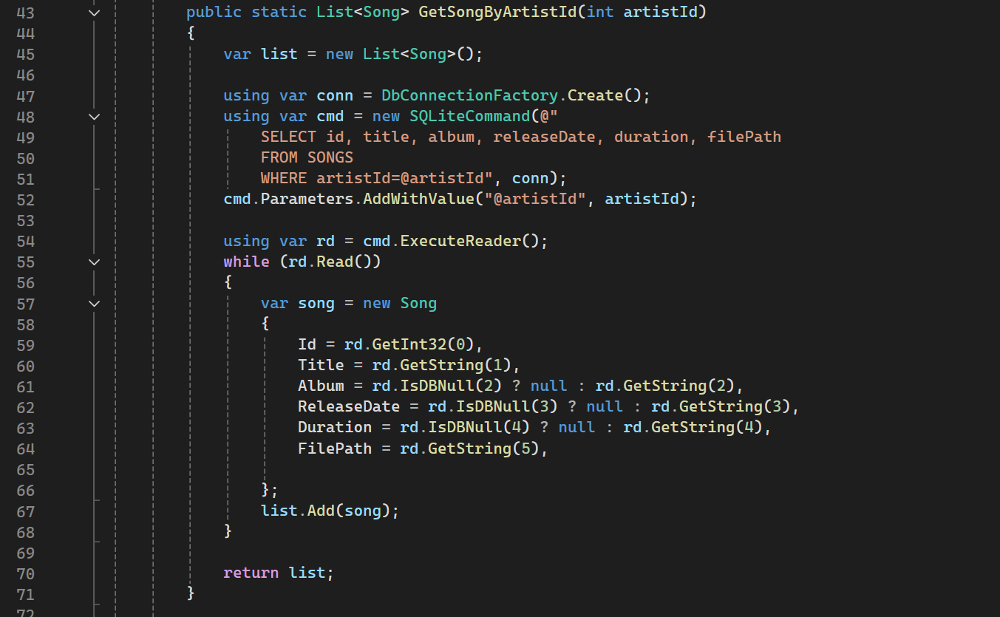 43 public static List<Song> GetSongByArtistId(int artistId)
44 {
45 var list = new List<Song>();
46
47 using var conn = DbConnectionFactory.Create();
48 using var cmd = new SQLiteCommand(@"
49 SELECT id, title, album, releaseDate, duration, filePath
50 FROM SONGS
51 WHERE artistId=@artistId", conn);
52 cmd.Parameters.AddWithValue("@artistId", artistId);
53
54 using var rd = cmd.ExecuteReader();
55 while (rd.Read())
56 {
57 var song = new Song
58 {
59 Id = rd.GetInt32(0),
60 Title = rd.GetString(1),
61 Album = rd.IsDBNull(2) ? null : rd.GetString(2),
62 ReleaseDate = rd.IsDBNull(3) ? null : rd.GetString(3),
63 Duration = rd.IsDBNull(4) ? null : rd.GetString(4),
64 FilePath = rd.GetString(5),
65
66 };
67 list.Add(song);
68 }
69
70 return list;
71 }
72